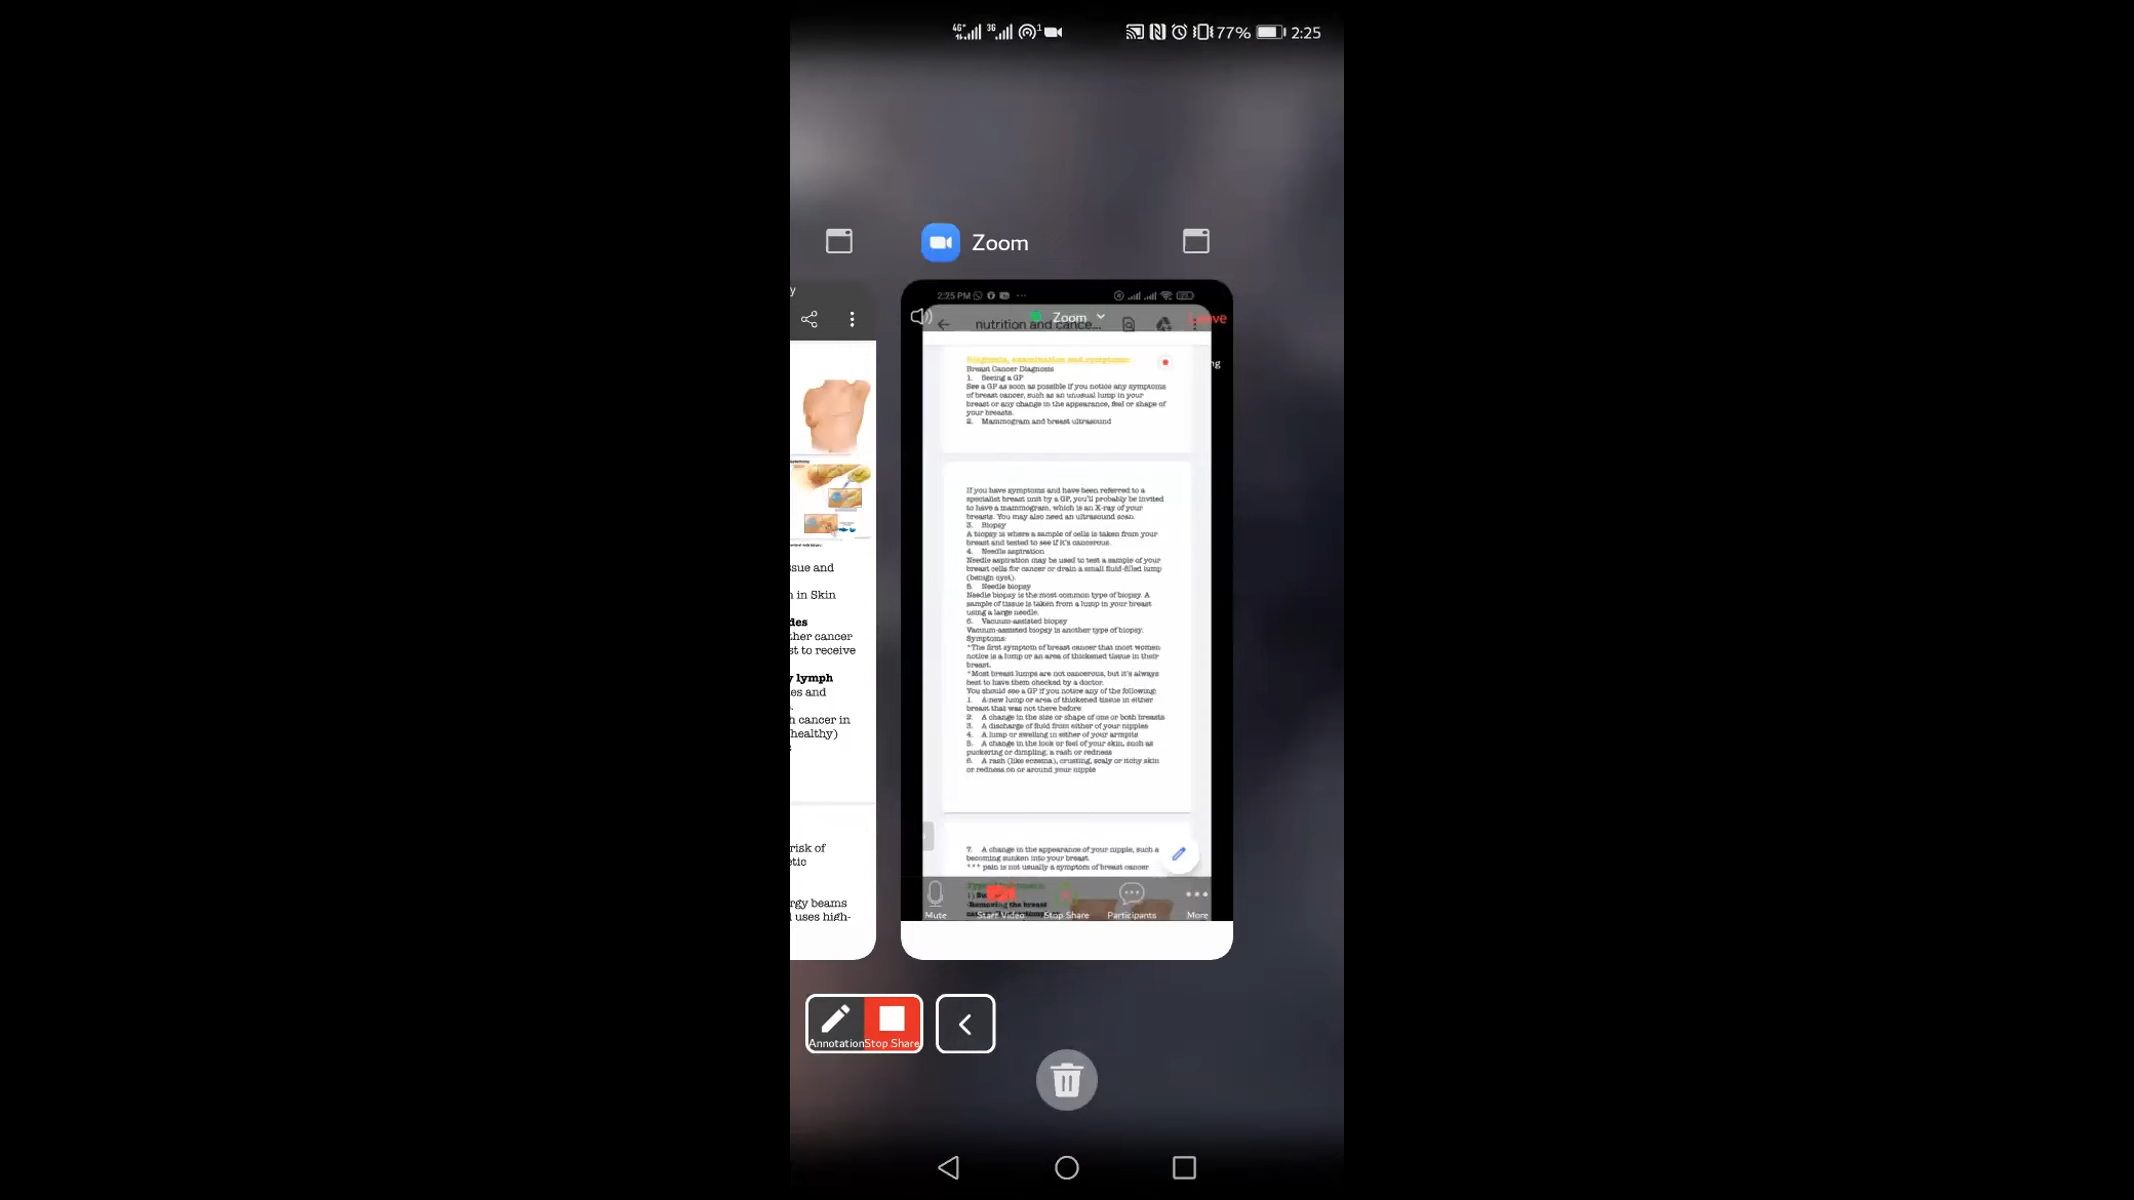 4G+ 3G 1 77% 2:25
Zoom
y
ssue and
n in Skin
des
ther cancer
st to receive
y lymph
es and
h cancer in
healthy)
s
risk of
etic
rgy beams
l uses high-
2:25 PM
Zoom
Leave
nutrition and cance...
ng
Diagnosis, examination and symptoms:
Breast Cancer Diagnosis
1. Seeing a GP
See a GP as soon as possible if you notice any symptoms
of breast cancer, such as an unusual lump in your
breast or any change in the appearance, feel or shape of
your breasts.
2. Mammogram and breast ultrasound
If you have symptoms and have been referred to a
specialist breast unit by a GP, you'll probably be invited
to have a mammogram, which is an X-ray of your
breasts. You may also need an ultrasound scan.
3. Biopsy
A biopsy is where a sample of cells is taken from your
breast and tested to see if it's cancerous.
4. Needle aspiration
Needle aspiration may be used to test a sample of your
breast cells for cancer or drain a small fluid-filled lump
(benign cyst).
5. Needle biopsy
Needle biopsy is the most common type of biopsy. A
sample of tissue is taken from a lump in your breast
using a large needle.
6. Vacuum-assisted biopsy
Vacuum-assisted biopsy is another type of biopsy.
Symptoms:
*The first symptom of breast cancer that most women
notice is a lump or an area of thickened tissue in their
breast.
*Most breast lumps are not cancerous, but it's always
best to have them checked by a doctor.
You should see a GP if you notice any of the following:
1. A new lump or area of thickened tissue in either
breast that was not there before
2. A change in the size or shape of one or both breasts
3. A discharge of fluid from either of your nipples
4. A lump or swelling in either of your armpits
5. A change in the look or feel of your skin, such as
puckering or dimpling, a rash or redness
6. A rash (like eczema), crusting, scaly or itchy skin
or redness on or around your nipple
7. A change in the appearance of your nipple, such a
becoming sunken into your breast.
*** pain is not usually a symptom of breast cancer
-Removing the breast
Mute
Start Video
Stop Share
Participants
More
Annotation
Stop Share